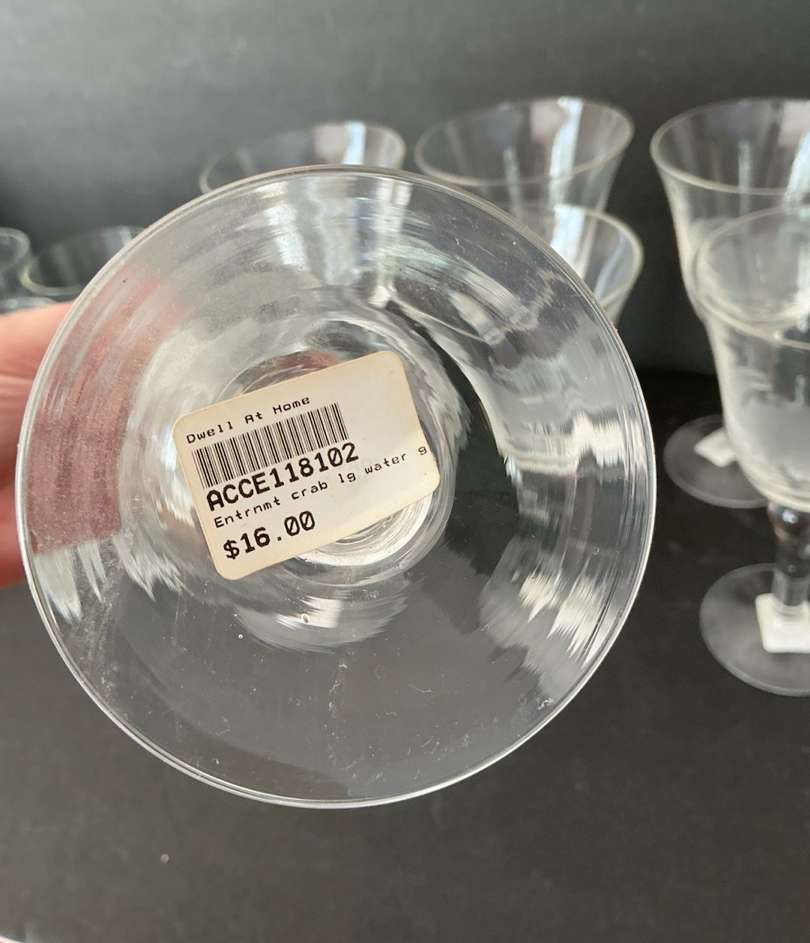 Dwell At Home
ACCE118102
Entrnmt crab lg water g
$16.00